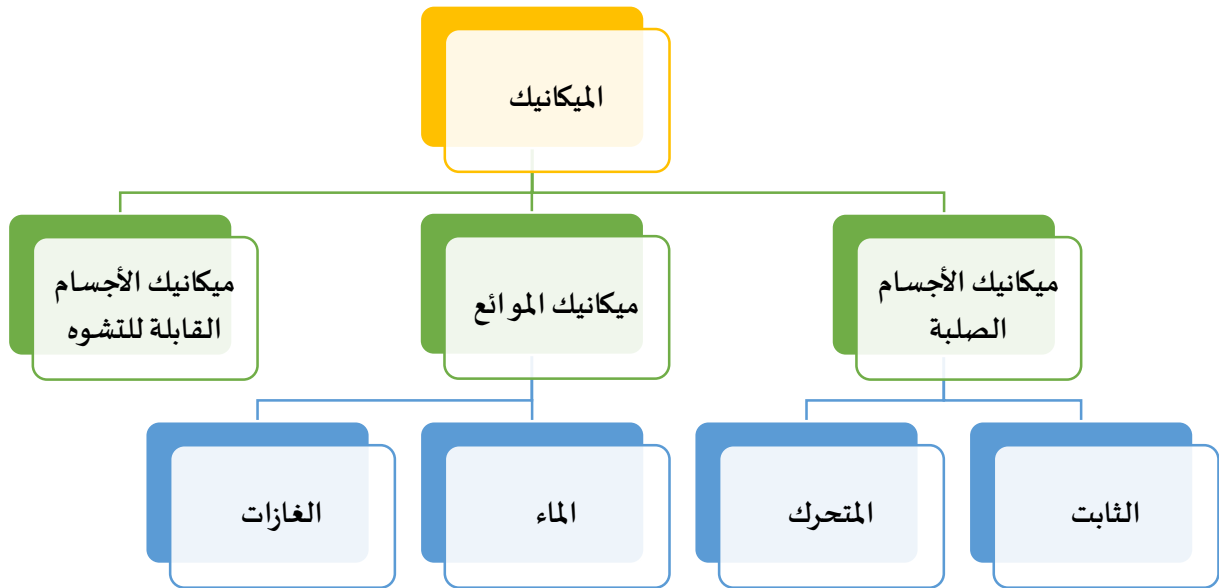 الميكانيك
ميكانيك الأجسام
الصلبة
ميكانيك الموائع
ميكانيك الأجسام
القابلة للتشوه
الثابت
المتحرك
الماء
الغازات